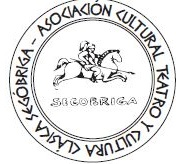 ASOCIACIÓN CULTURAL TEATRO Y CULTURA CLÁSICA SEGÓBRIGA -
SEGOBRIGA